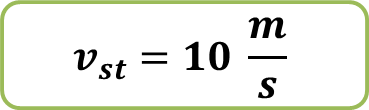 v_st = 10 m/s